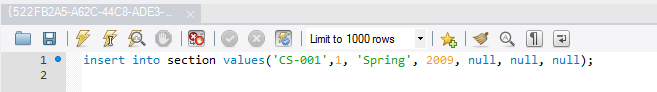 {522FB2A5-A62C-44C8-ADE3-...
Limit to 1000 rows
1 insert into section values('CS-001',1, 'Spring', 2009, null, null, null);
2